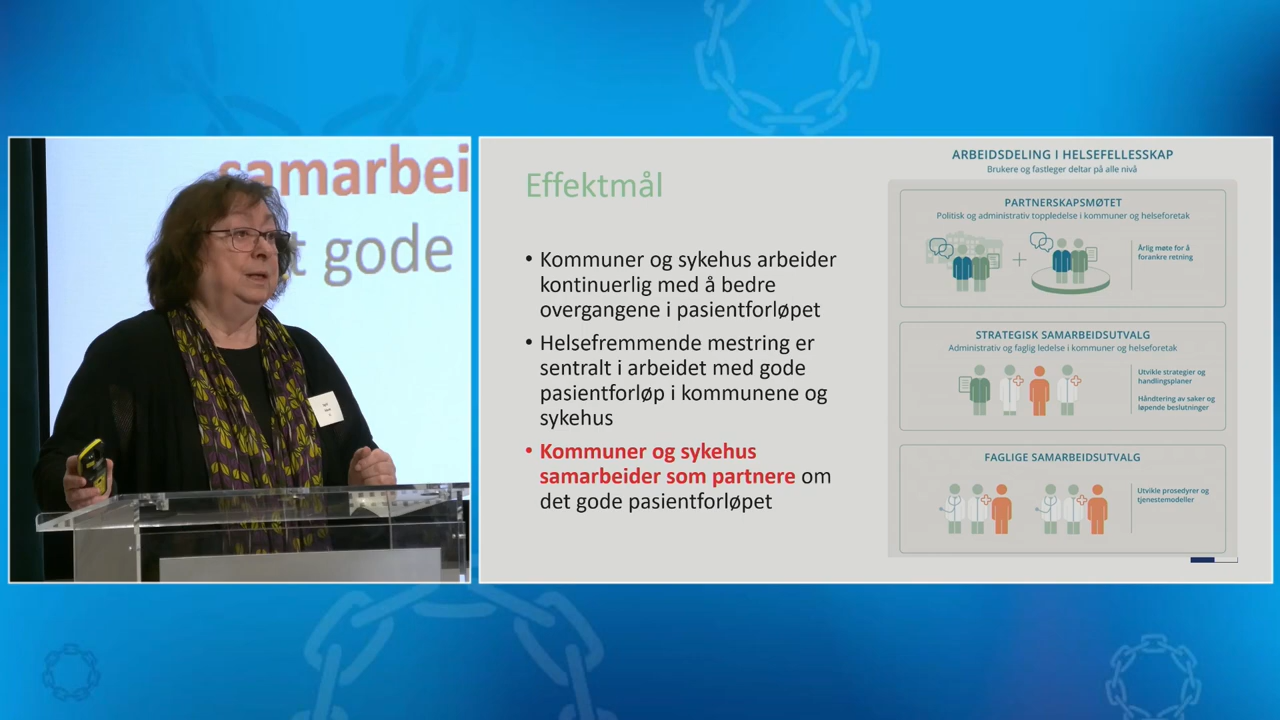 samarbei
t gode
Effektmål
• Kommuner og sykehus arbeider
kontinuerlig med å bedre
overgangene i pasientforløpet
• Helsefremmende mestring er
sentralt i arbeidet med gode
pasientforløp i kommunene og
sykehus
• Kommuner og sykehus
samarbeider som partnere om
det gode pasientforløpet
ARBEIDSDELING I HELSEFELLESSKAP
Brukere og fastleger deltar på alle nivå
PARTNERSKAPSMØTET
Politisk og administrativ toppledelse i kommuner og helseforetak
Årlig møte for å
forankre retning
STRATEGISK SAMARBEIDSUTVALG
Administrativ og faglig ledelse i kommuner og helseforetak
Utvikle strategier og
handlingsplaner
Håndtering av saker og
løpende beslutninger
FAGLIGE SAMARBEIDSUTVALG
Utvikle prosedyrer og
tjenestemodeller